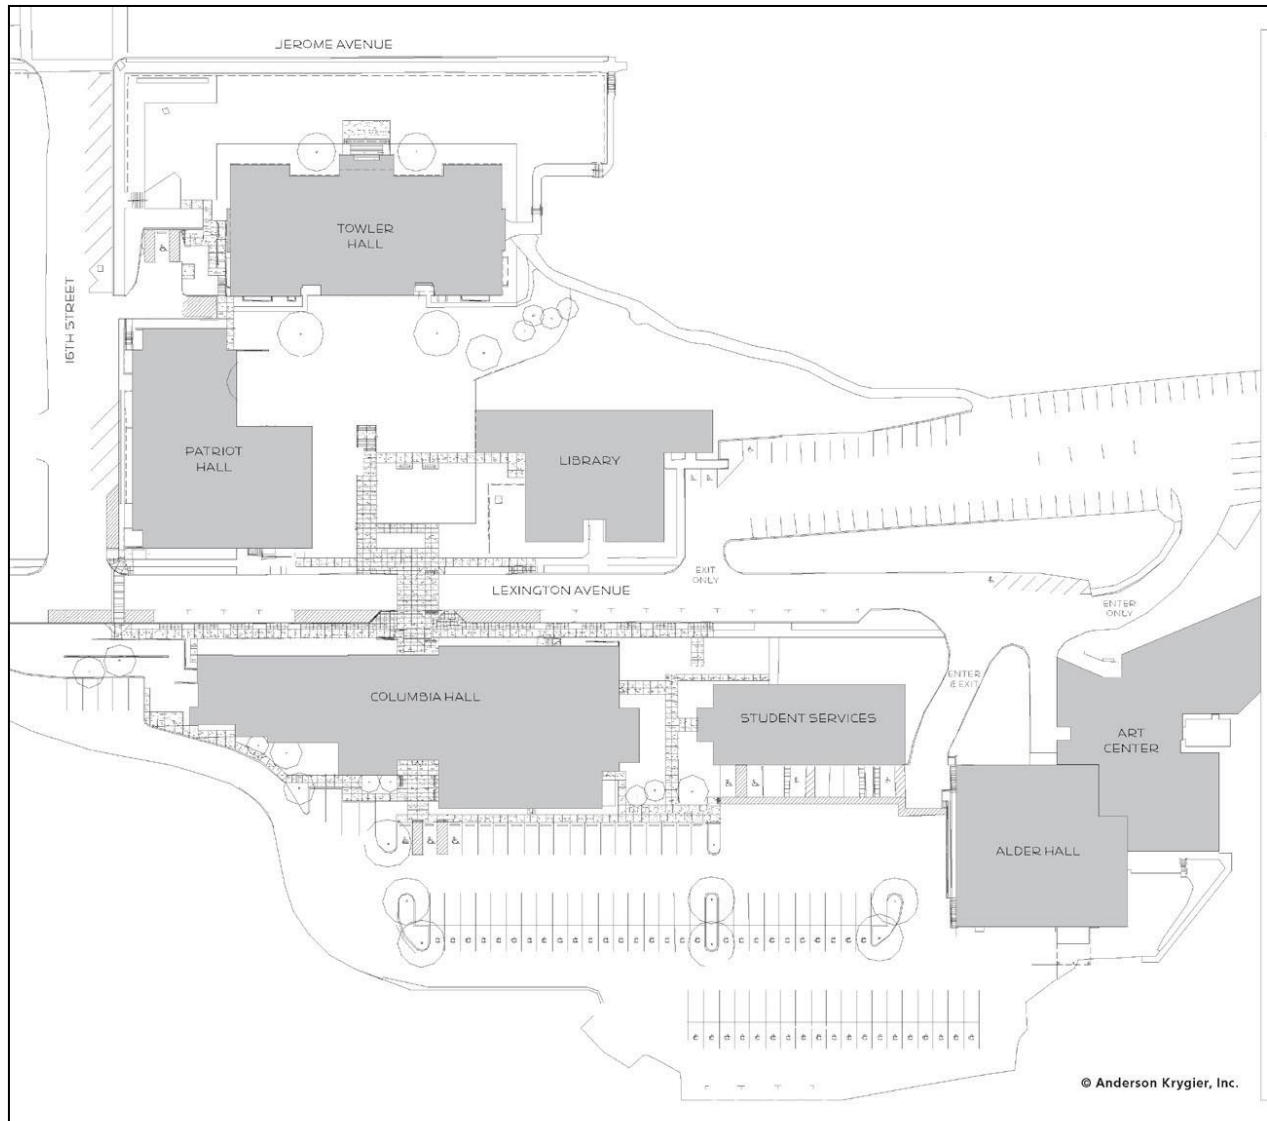 JEROME AVENUE
TOWLER
HALL
16TH STREET
PATRIOT
HALL
LIBRARY
EXIT
ONLY
LEXINGTON AVENUE
ENTER
ONLY
COLUMBIA HALL
ENTER
& EXIT
STUDENT SERVICES
ART
CENTER
ALDER HALL
© Anderson Krygier, Inc.